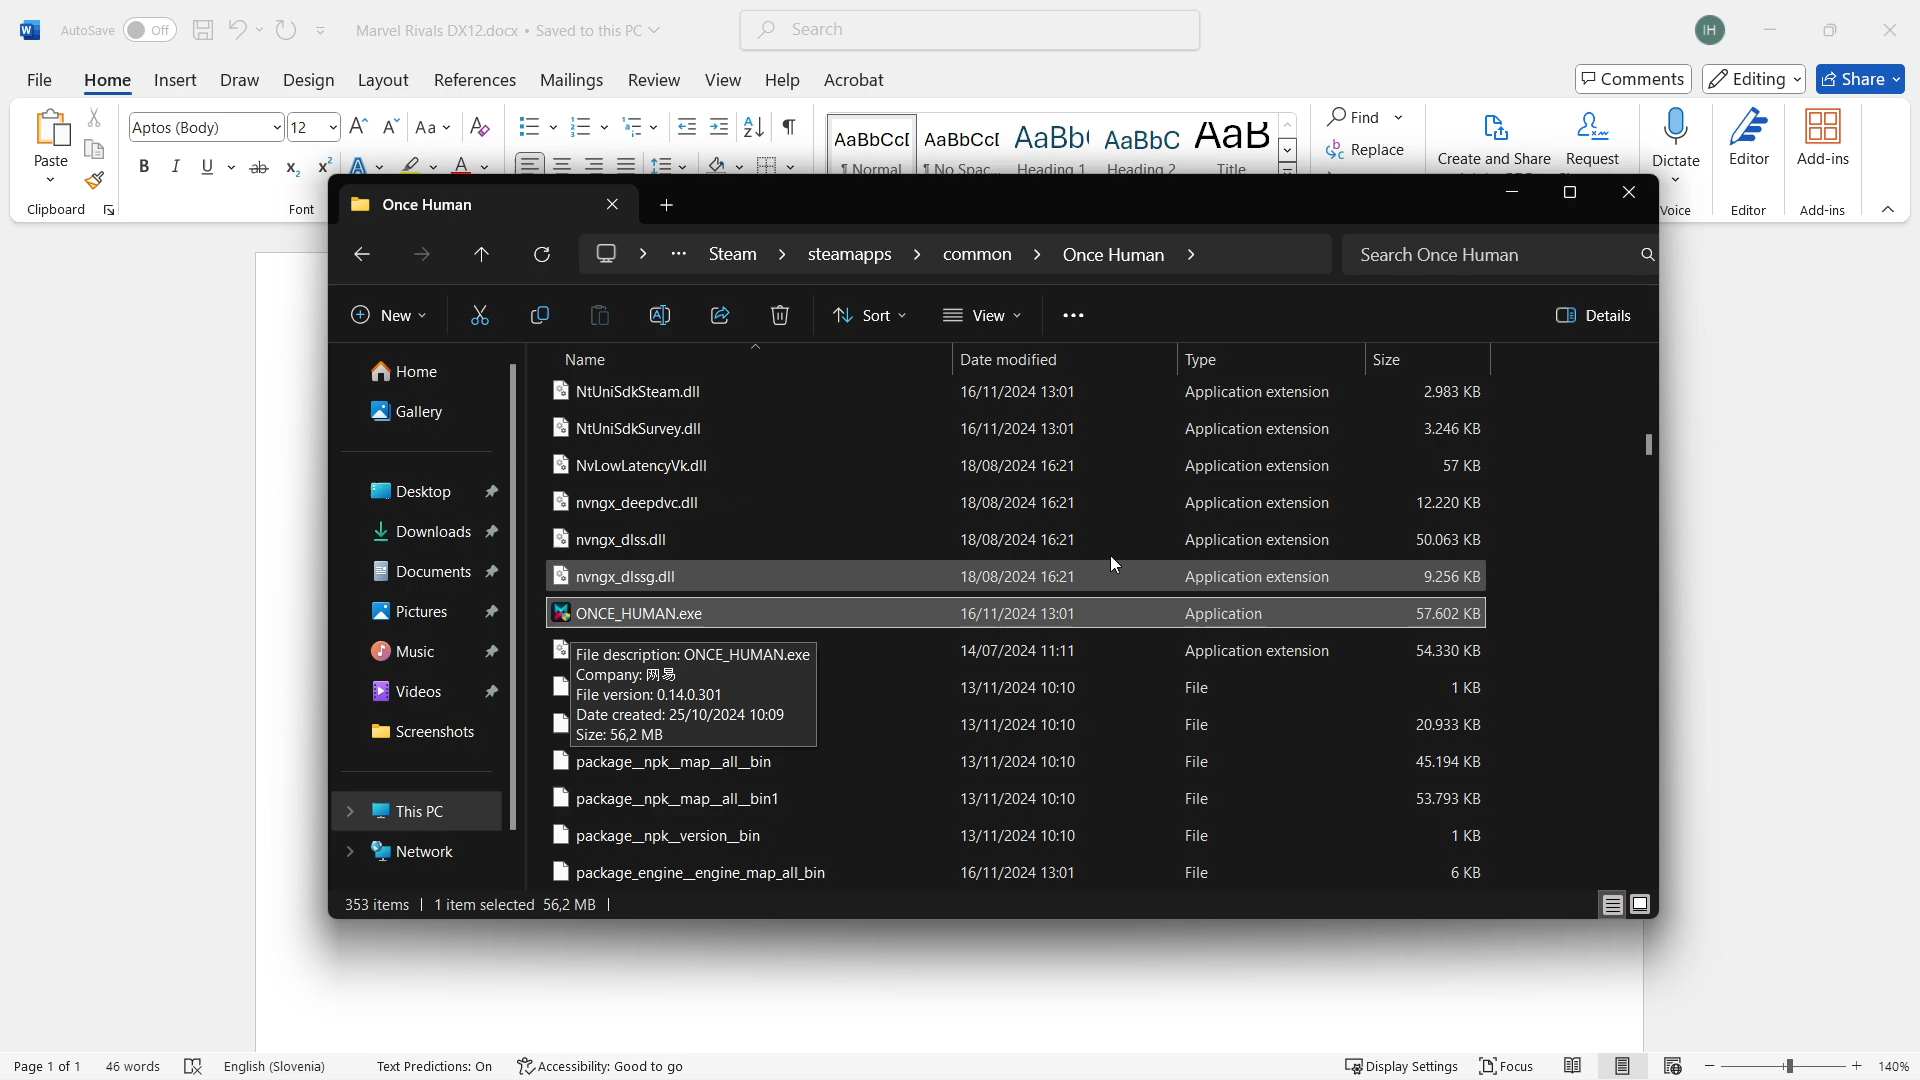 AutoSave Off Marvel Rivals DX12.docx • Saved to this PC Search IH
File Home Insert Draw Design Layout References Mailings Review View Help Acrobat Comments Editing Share
Paste Aptos (Body) 12 Aa AaBbCcI AaBbCcI AaBb( AaBbC AaB Find
¶ Normal ¶ No Spac... Heading 1 Heading 2 Title Replace
Create and Share Request Dictate Editor Add-ins
Clipboard Font Voice Editor Add-ins
Once Human
Steam steamapps common Once Human Search Once Human
New Sort View Details
Home
Gallery
Desktop
Downloads
Documents
Pictures
Music
Videos
Screenshots
This PC
Network
Name Date modified Type Size
NtUniSdkSteam.dll 16/11/2024 13:01 Application extension 2.983 KB
NtUniSdkSurvey.dll 16/11/2024 13:01 Application extension 3.246 KB
NvLowLatencyVk.dll 18/08/2024 16:21 Application extension 57 KB
nvngx_deepdvc.dll 18/08/2024 16:21 Application extension 12.220 KB
nvngx_dlss.dll 18/08/2024 16:21 Application extension 50.063 KB
nvngx_dlssg.dll 18/08/2024 16:21 Application extension 9.256 KB
ONCE_HUMAN.exe 16/11/2024 13:01 Application 57.602 KB
14/07/2024 11:11 Application extension 54.330 KB
13/11/2024 10:10 File 1 KB
13/11/2024 10:10 File 20.933 KB
File description: ONCE_HUMAN.exe
Company: 网易
File version: 0.14.0.301
Date created: 25/10/2024 10:09
Size: 56,2 MB
package__npk__map__all__bin 13/11/2024 10:10 File 45.194 KB
package__npk__map__all__bin1 13/11/2024 10:10 File 53.793 KB
package__npk__version__bin 13/11/2024 10:10 File 1 KB
package_engine__engine_map_all_bin 16/11/2024 13:01 File 6 KB
353 items 1 item selected 56,2 MB
Page 1 of 1 46 words English (Slovenia) Text Predictions: On Accessibility: Good to go Display Settings Focus 140%